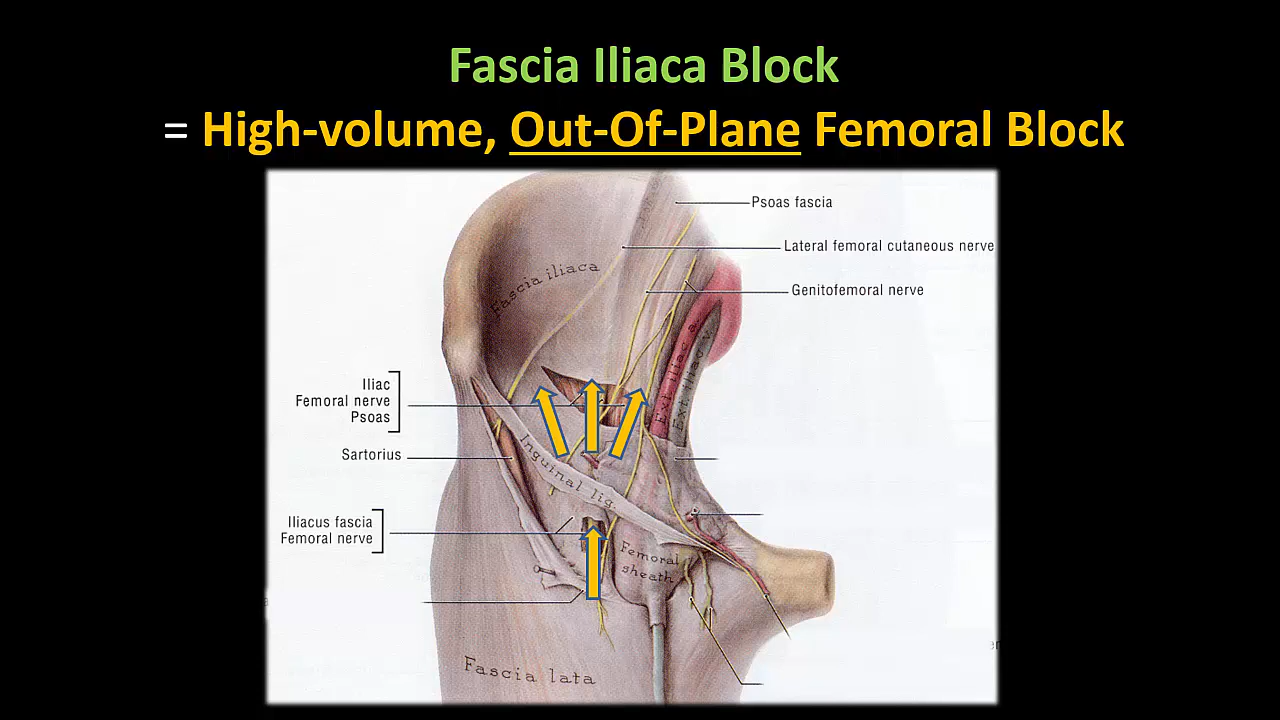 Fascia Iliaca Block
= High-volume, Out-Of-Plane Femoral Block
Psoas fascia
Lateral femoral cutaneous nerve
Fascia iliaca
Genitofemoral nerve
Ext. iliac a.
Ext. iliac v.
Iliac
Femoral nerve
Psoas
Sartorius
Inguinal lig.
Iliacus fascia
Femoral nerve
Femoral
sheath
Fascia lata